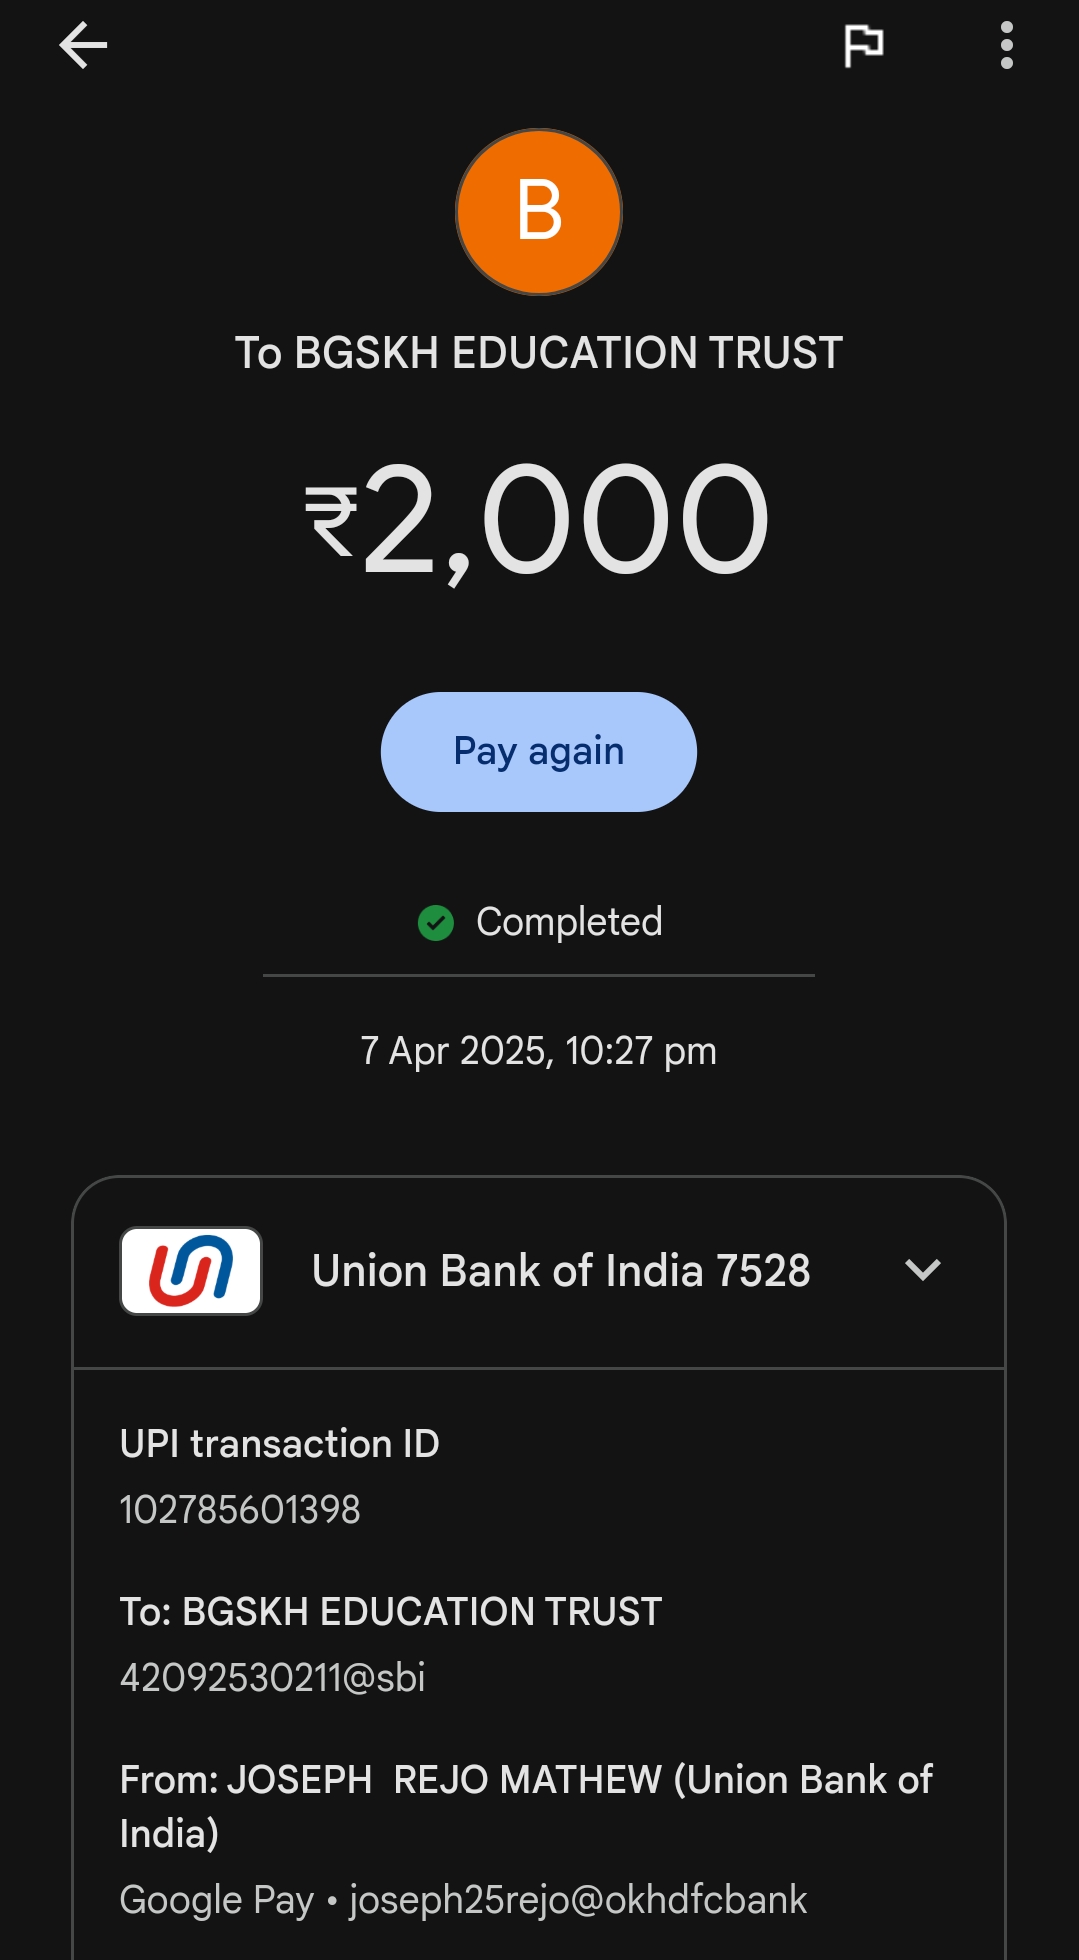 B
To BGSKH EDUCATION TRUST
₹2,000
Pay again
Completed
7 Apr 2025, 10:27 pm
Union Bank of India 7528
UPI transaction ID
102785601398
To: BGSKH EDUCATION TRUST
42092530211@sbi
From: JOSEPH  REJO MATHEW (Union Bank of
India)
Google Pay • joseph25rejo@okhdfcbank